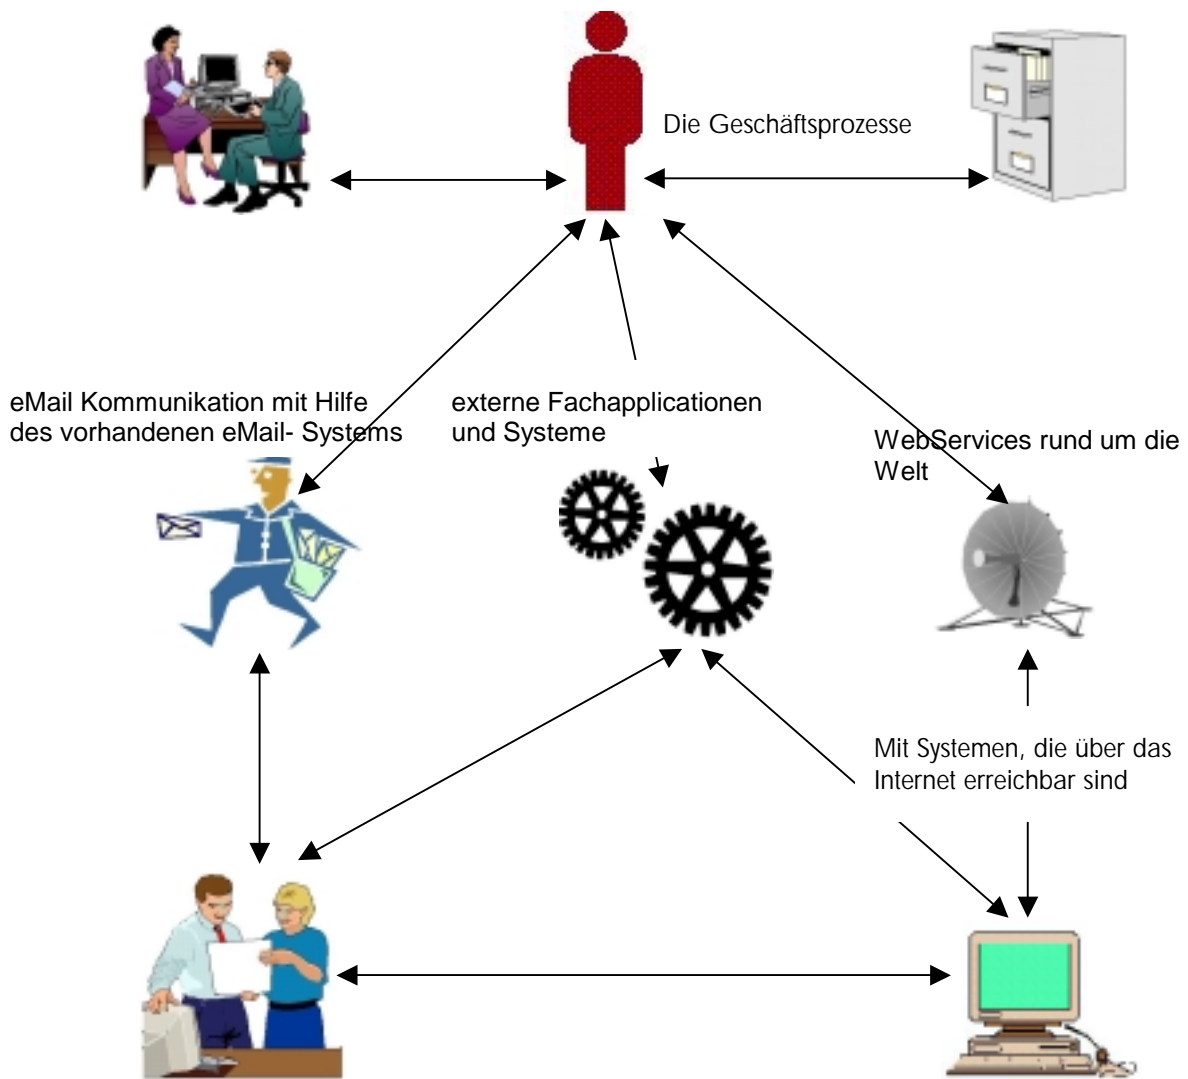 Die Geschäftsprozesse
eMail Kommunikation mit Hilfe
des vorhandenen eMail- Systems
externe Fachapplicationen
und Systeme
WebServices rund um die
Welt
Mit Systemen, die über das
Internet erreichbar sind